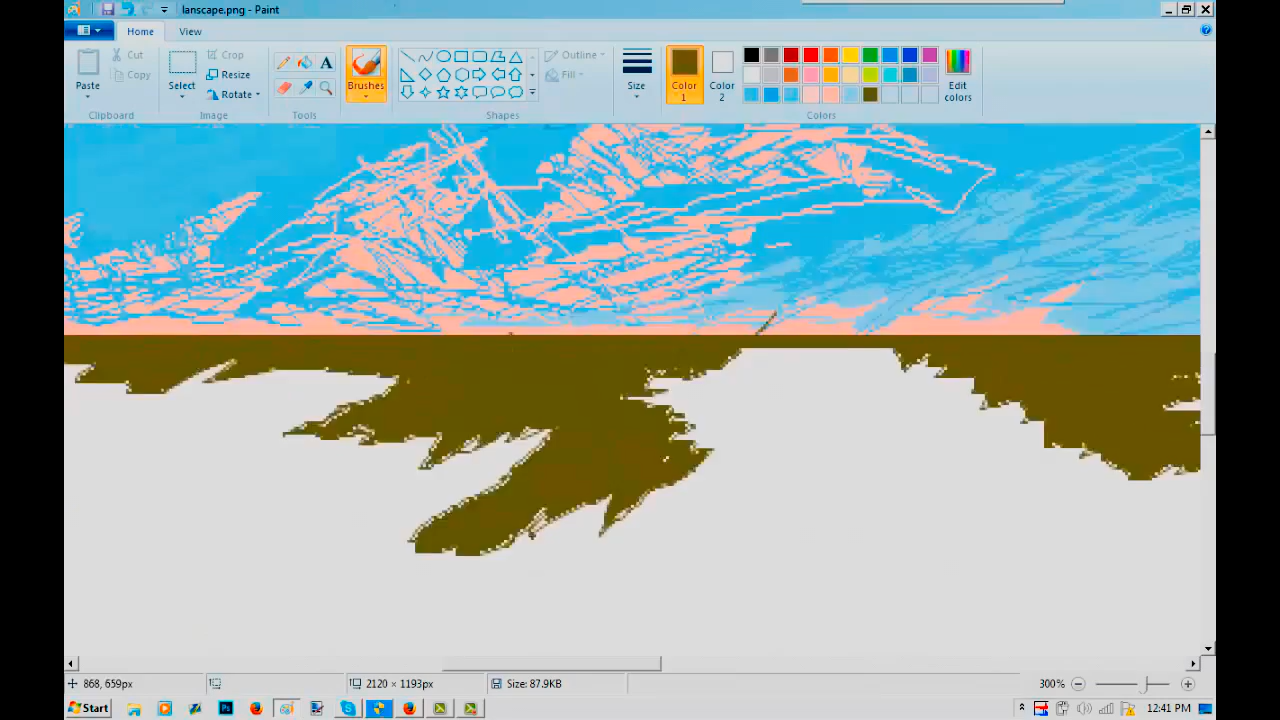 lanscape.png - Paint
Home
View
Paste
Cut
Copy
Clipboard
Select
Crop
Resize
Rotate
Image
A
Tools
Brushes
Shapes
Outline
Fill
Size
Color
1
Color
2
Edit
colors
Colors
868, 659px
2120 × 1193px
Size: 87.9KB
300%
Start
Ps
12:41 PM